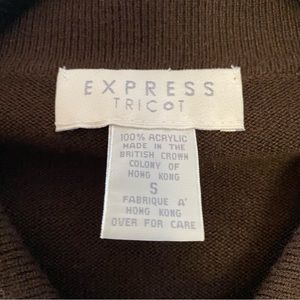 EXPRESS
TRICOT
100% ACRYLIC
MADE IN THE
BRITISH CROWN
COLONY OF
HONG KONG
S
FABRIQUE A'
HONG KONG
OVER FOR CARE